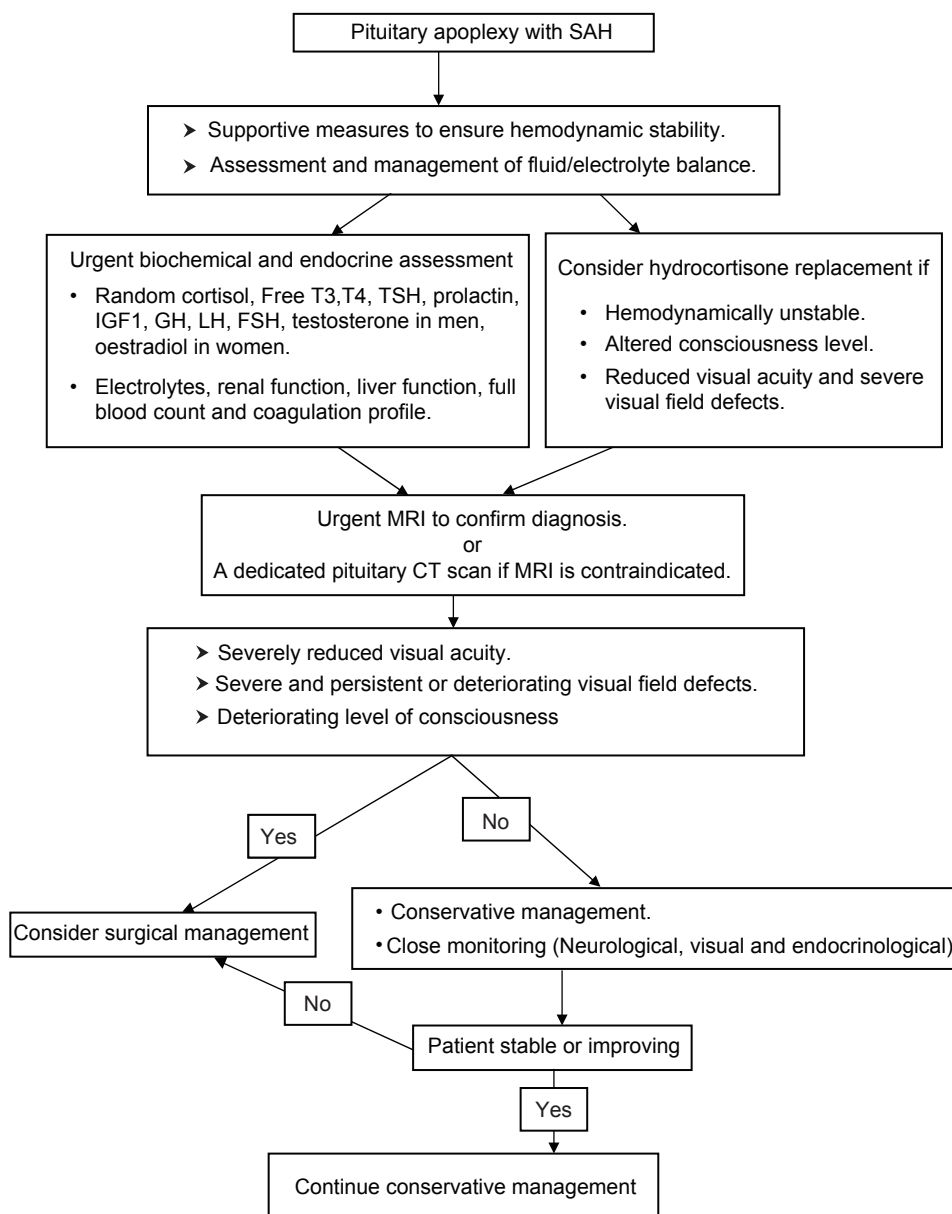 Pituitary apoplexy with SAH
➤ Supportive measures to ensure hemodynamic stability.
➤ Assessment and management of fluid/electrolyte balance.
Urgent biochemical and endocrine assessment
• Random cortisol, Free T3,T4, TSH, prolactin,
IGF1, GH, LH, FSH, testosterone in men,
oestradiol in women.
• Electrolytes, renal function, liver function, full
blood count and coagulation profile.
Consider hydrocortisone replacement if
• Hemodynamically unstable.
• Altered consciousness level.
• Reduced visual acuity and severe
visual field defects.
Urgent MRI to confirm diagnosis.
or
A dedicated pituitary CT scan if MRI is contraindicated.
➤ Severely reduced visual acuity.
➤ Severe and persistent or deteriorating visual field defects.
➤ Deteriorating level of consciousness
Yes
No
Consider surgical management
• Conservative management.
• Close monitoring (Neurological, visual and endocrinological)
No
Patient stable or improving
Yes
Continue conservative management